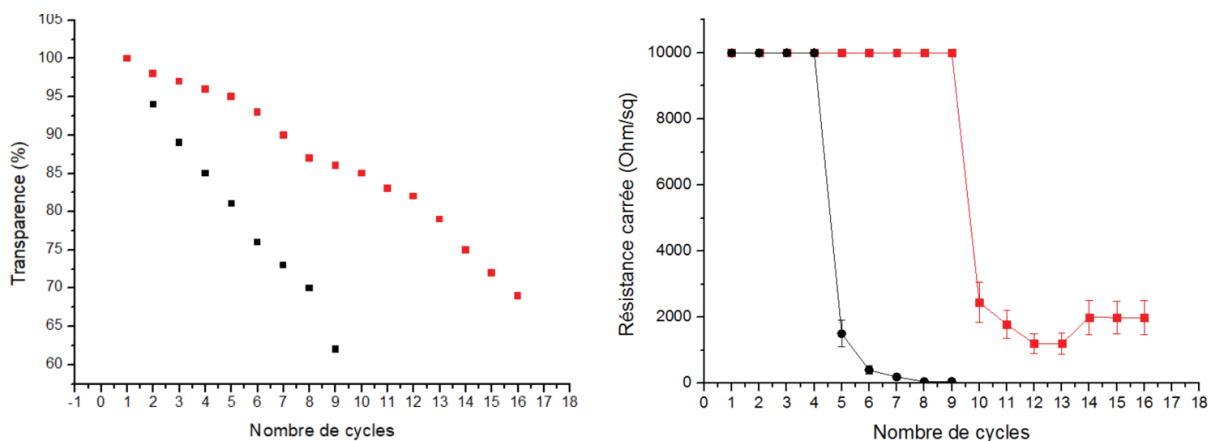 105
100
95
90
85
80
75
70
65
60
Transparence (%)
-1 0 1 2 3 4 5 6 7 8 9 10 11 12 13 14 15 16 17 18
Nombre de cycles
10000
8000
6000
4000
2000
0
Résistance carrée (Ohm/sq)
0 1 2 3 4 5 6 7 8 9 10 11 12 13 14 15 16 17 18
Nombre de cycles